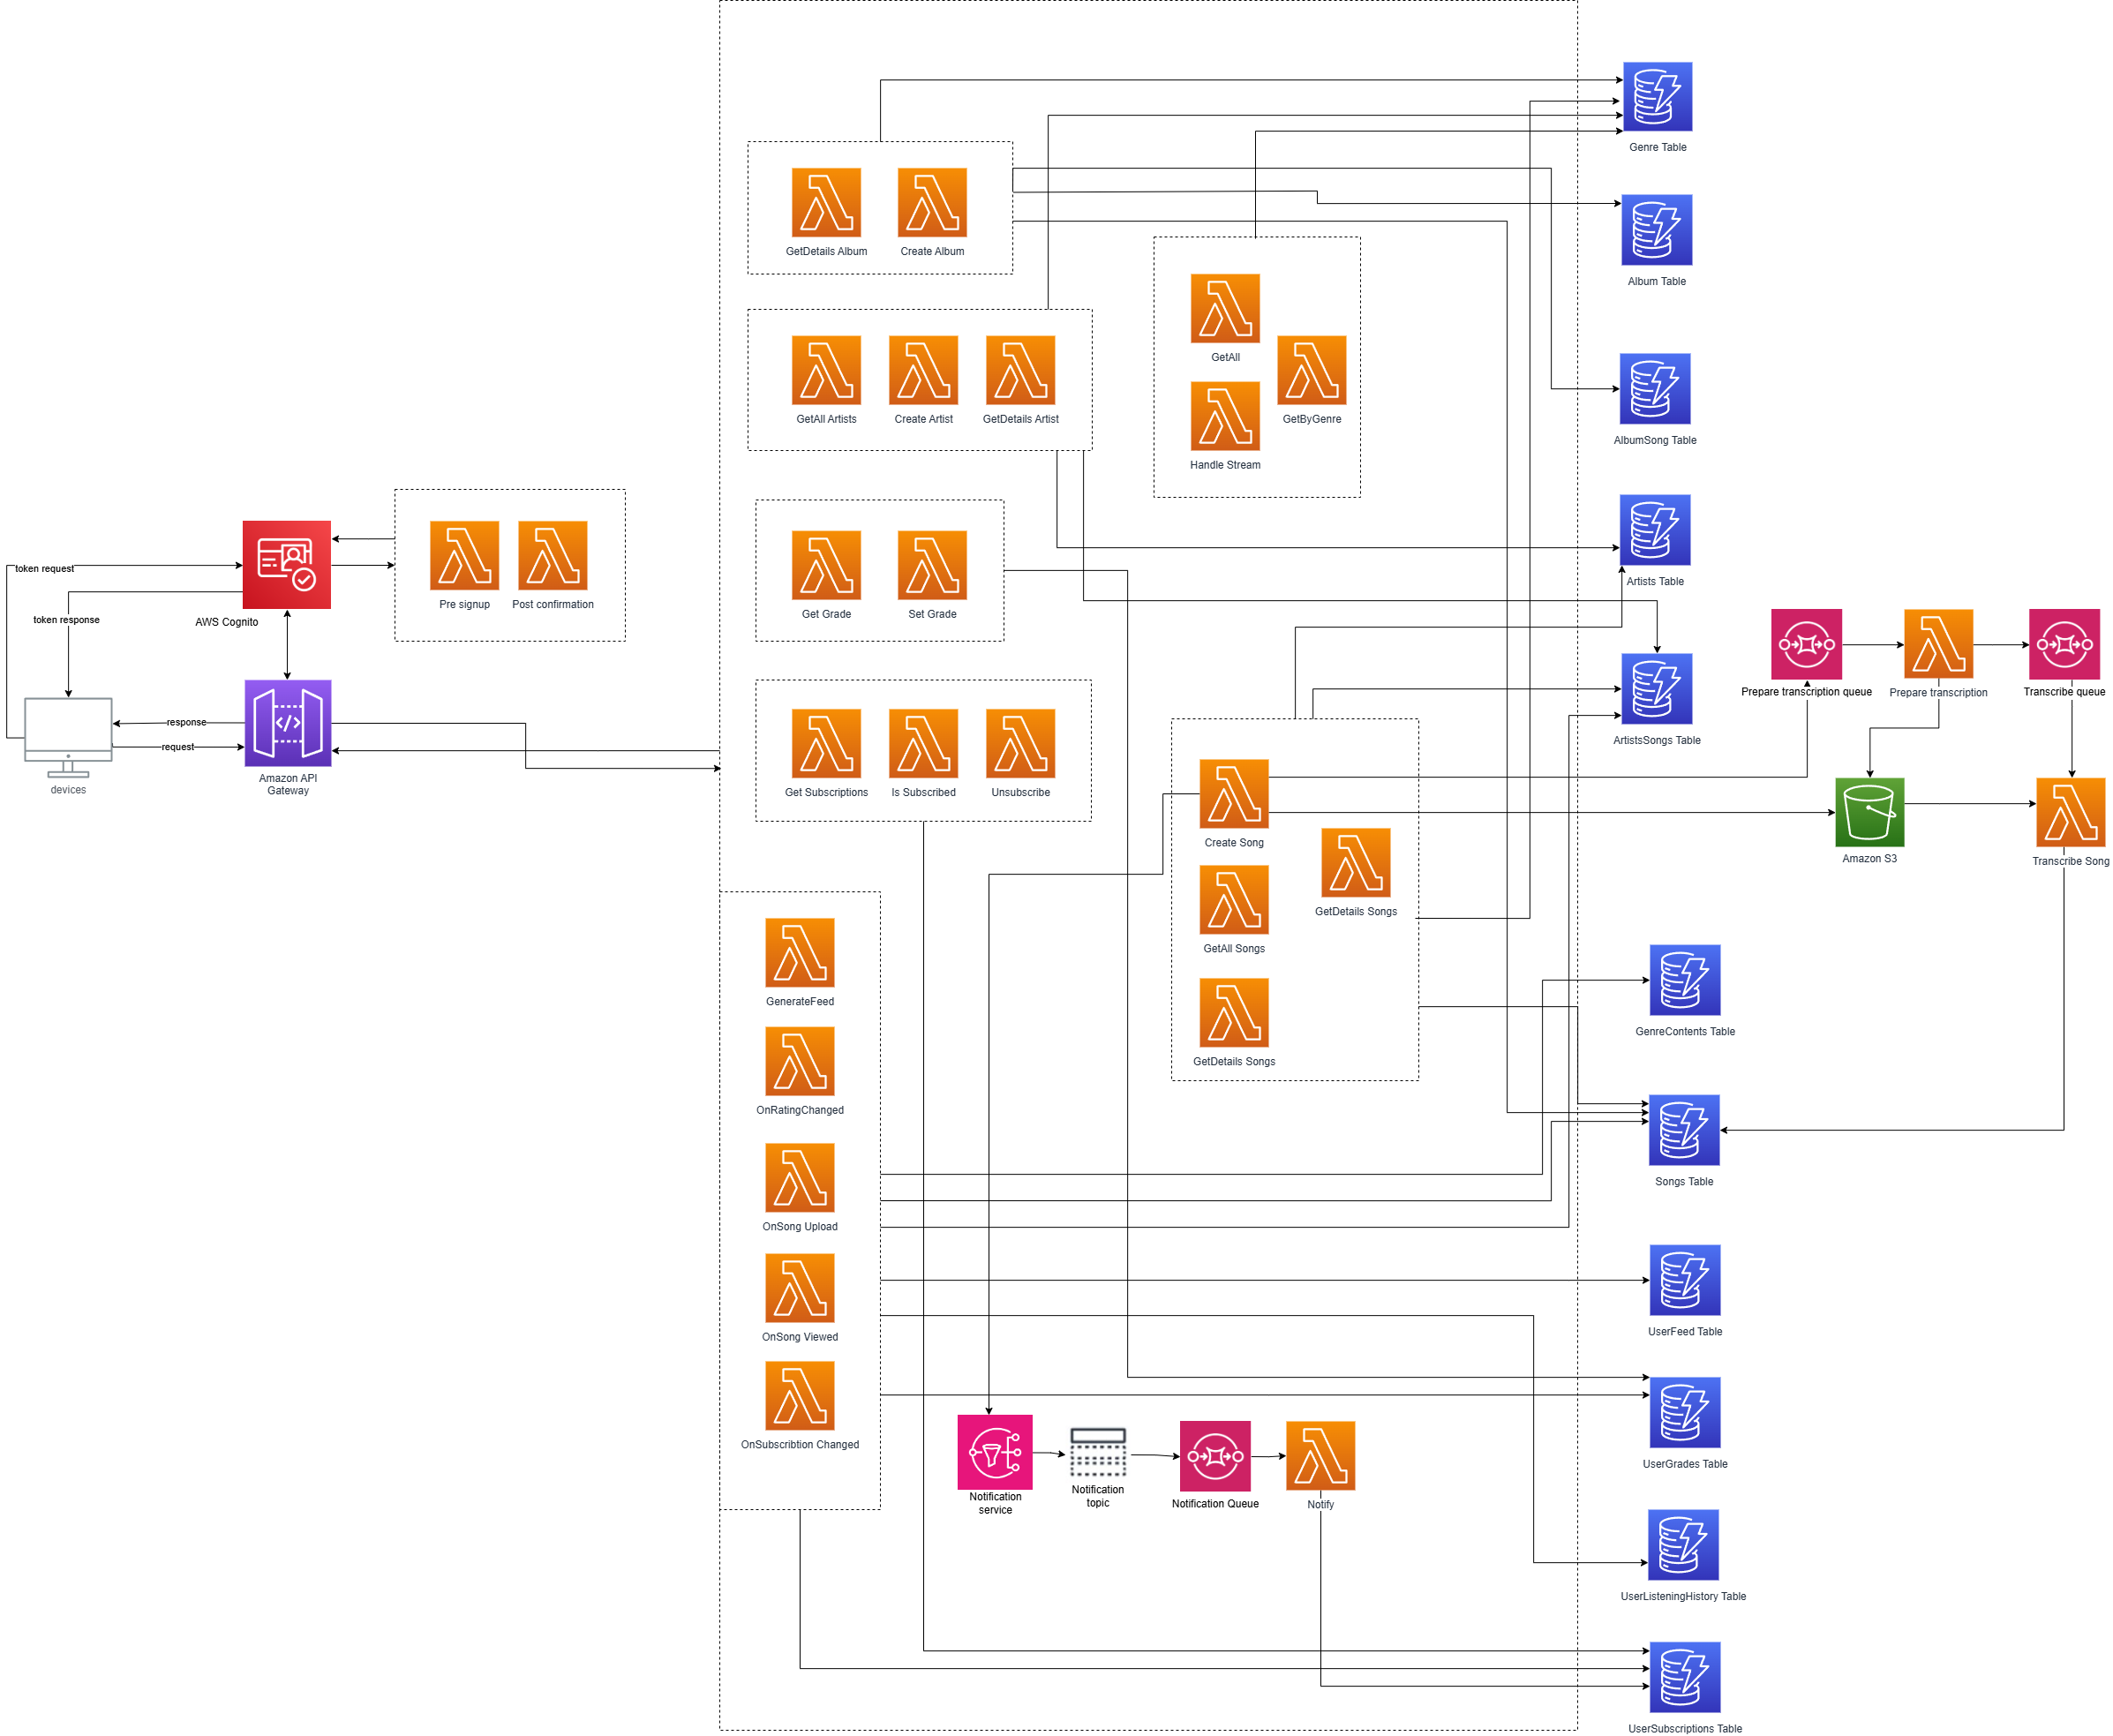 Genre Table
GetDetails Album
Create Album
Album Table
GetAll
GetAll Artists
Create Artist
GetDetails Artist
GetByGenre
AlbumSong Table
Handle Stream
token request
Pre signup
Post confirmation
Get Grade
Set Grade
Artists Table
token response
AWS Cognito
Prepare transcription queue
Prepare transcription
Transcribe queue
response
request
Amazon API
Gateway
devices
Get Subscriptions
Is Subscribed
Unsubscribe
ArtistsSongs Table
Create Song
Amazon S3
Transcribe Song
GetDetails Songs
GetAll Songs
GenerateFeed
GenreContents Table
GetDetails Songs
OnRatingChanged
Songs Table
OnSong Upload
OnSong Viewed
UserFeed Table
OnSubscribtion Changed
UserGrades Table
Notification
service
Notification
topic
Notification Queue
Notify
UserListeningHistory Table
UserSubscriptions Table